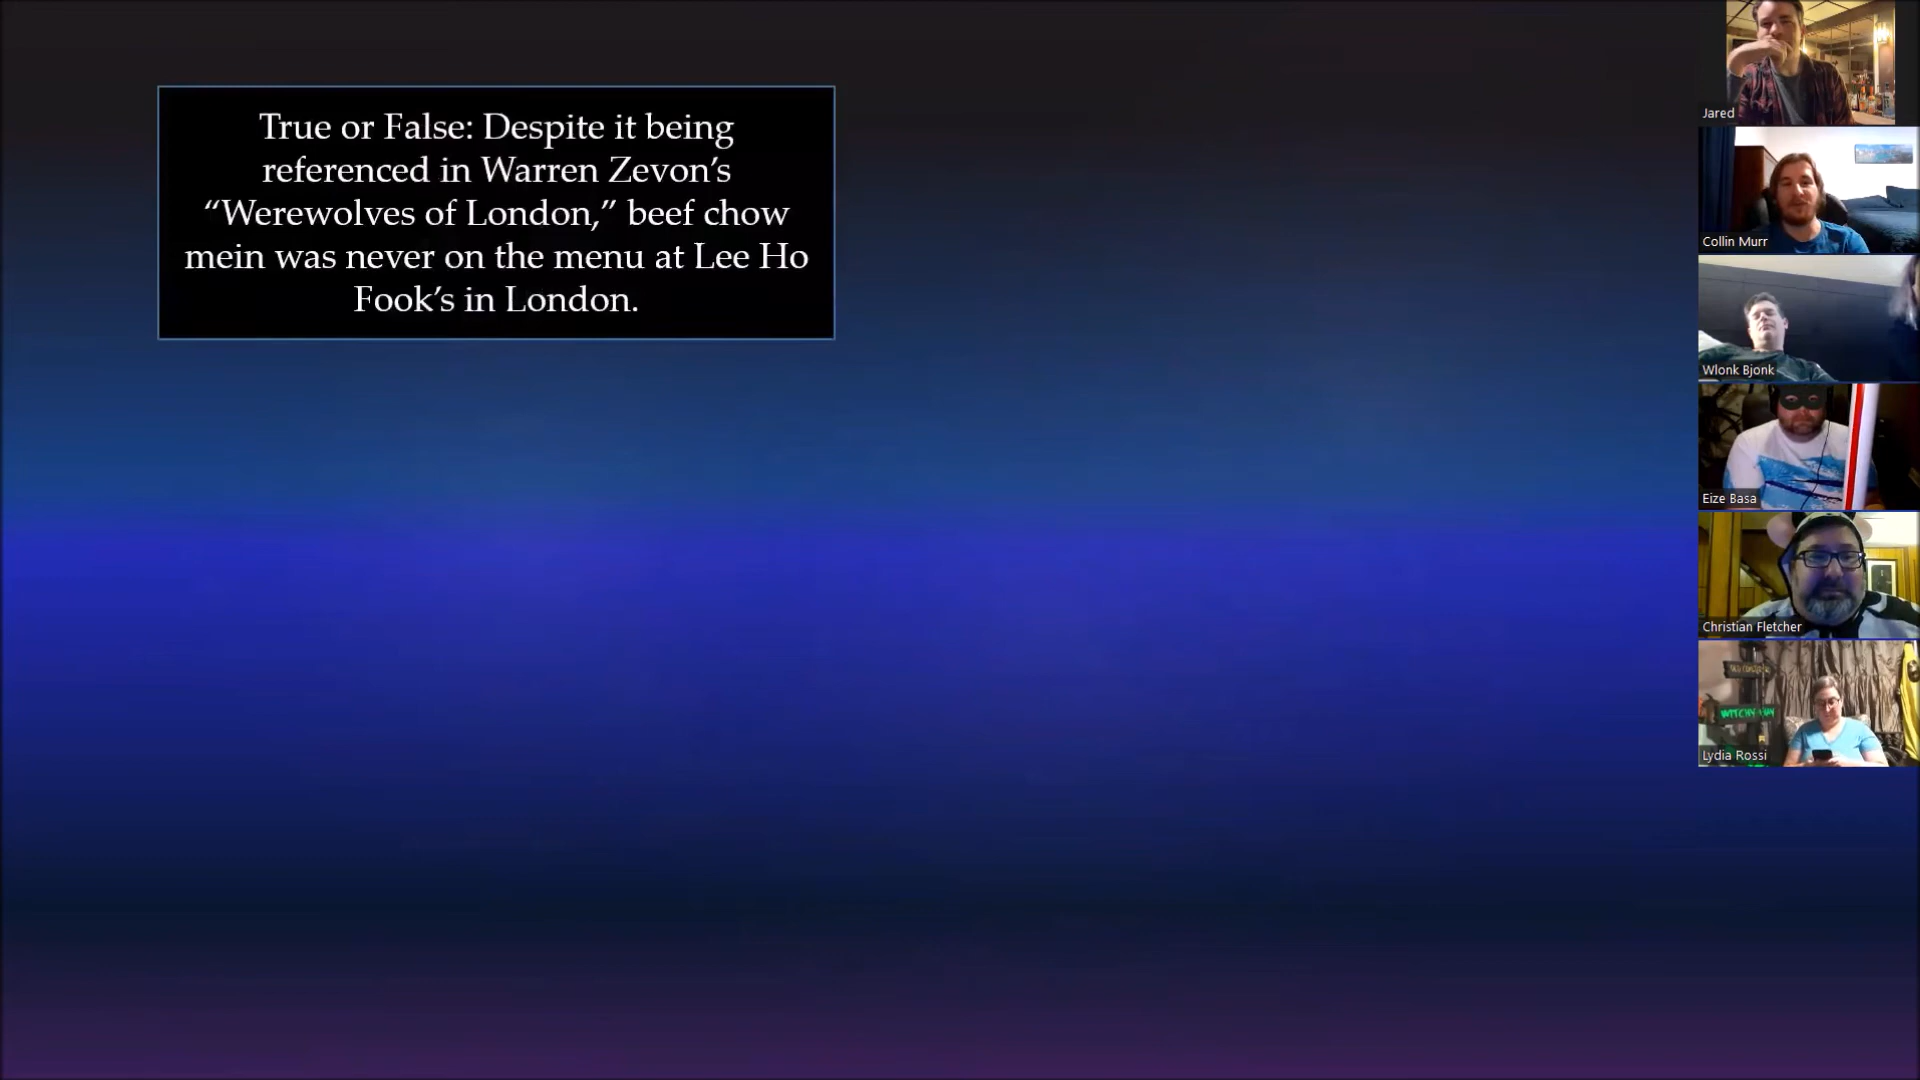 True or False: Despite it being
referenced in Warren Zevon’s
“Werewolves of London,” beef chow
mein was never on the menu at Lee Ho
Fook’s in London.
Jared
Collin Murr
Wlonk Bjonk
Eize Basa
Christian Fletcher
Lydia Rossi